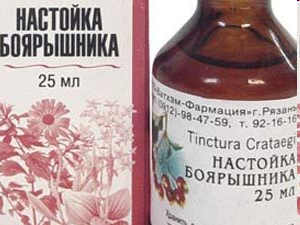 НАСТОЙКА
БОЯРЫШНИКА
25 мл
Фармация" г. Рязань
(0912)-98-47-59, т. 92-16-16
Tinctura Crataegi
НАСТОЙКА
БОЯРЫШНИКА
25 мл
Хранить